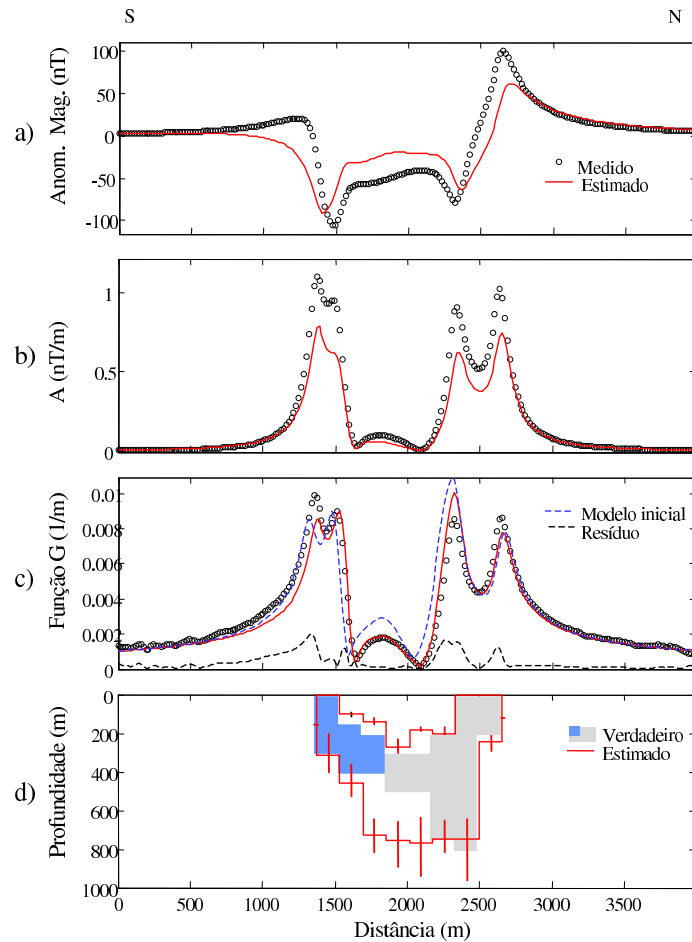 S N
a)
Anom. Mag. (nT)
100
50
0
-50
-100
Medido
Estimado
b)
A (nT/m)
1
0.5
0
c)
Função G (1/m)
0.01
0.008
0.006
0.004
0.002
0
Modelo inicial
Resíduo
d)
Profundidade (m)
0
200
400
600
800
1000
Verdadeiro
Estimado
0 500 1000 1500 2000 2500 3000 3500
Distância (m)